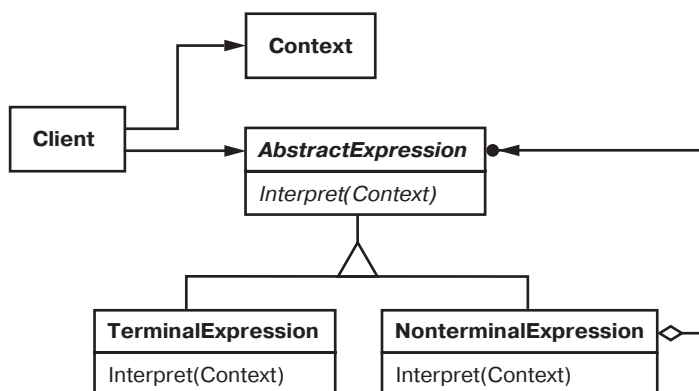 Context
Client
AbstractExpression
Interpret(Context)
TerminalExpression
Interpret(Context)
NonterminalExpression
Interpret(Context)